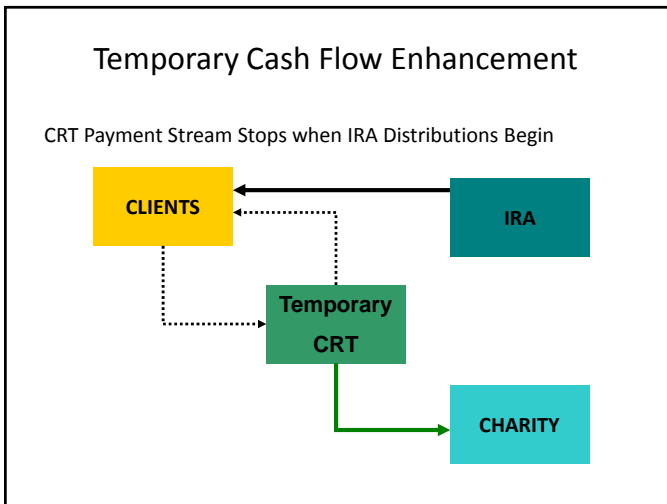 Temporary Cash Flow Enhancement
CRT Payment Stream Stops when IRA Distributions Begin
CLIENTS
IRA
Temporary
CRT
CHARITY